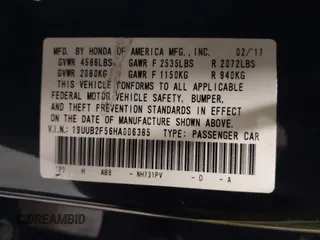 MFD. BY HONDA OF AMERICA MFG., INC. 02/'17
GVWR 4586LBS GAWR F 2535LBS R 2072LBS
GVWR 2080KG GAWR F 1150KG R 940KG
THIS VEHICLE CONFORMS TO ALL APPLICABLE
FEDERAL MOTOR VEHICLE SAFETY, BUMPER,
AND THEFT PREVENTION STANDARDS IN
EFFECT ON THE DATE OF MANUFACTURE
SHOWN ABOVE.
V.I.N.: 19UUB2F56HA006365 TYPE: PASSENGER CAR
H AB9 - NH731PV - D - A
DREAMBID